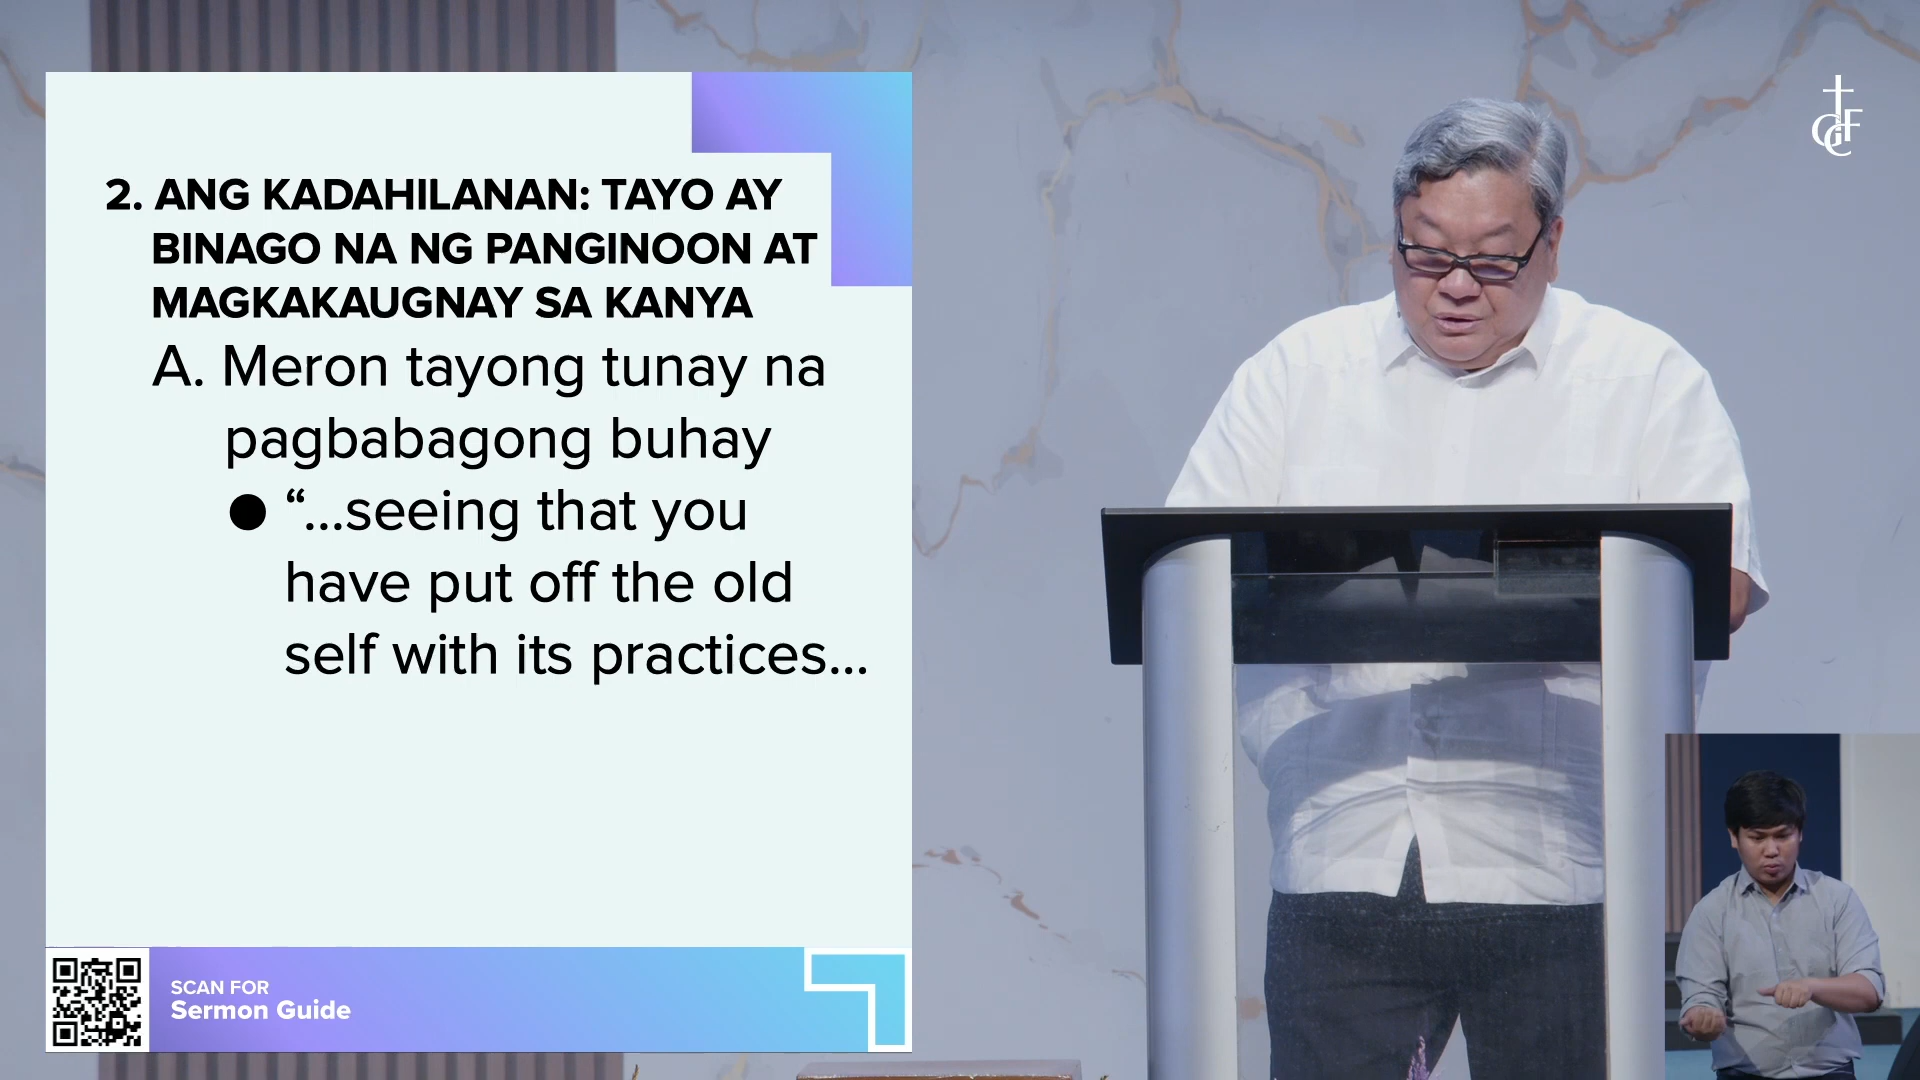 2. ANG KADAHILANAN: TAYO AY
BINAGO NA NG PANGINOON AT
MAGKAKAUGNAY SA KANYA
A. Meron tayong tunay na
pagbabagong buhay
● “...seeing that you
have put off the old
self with its practices...
SCAN FOR
Sermon Guide